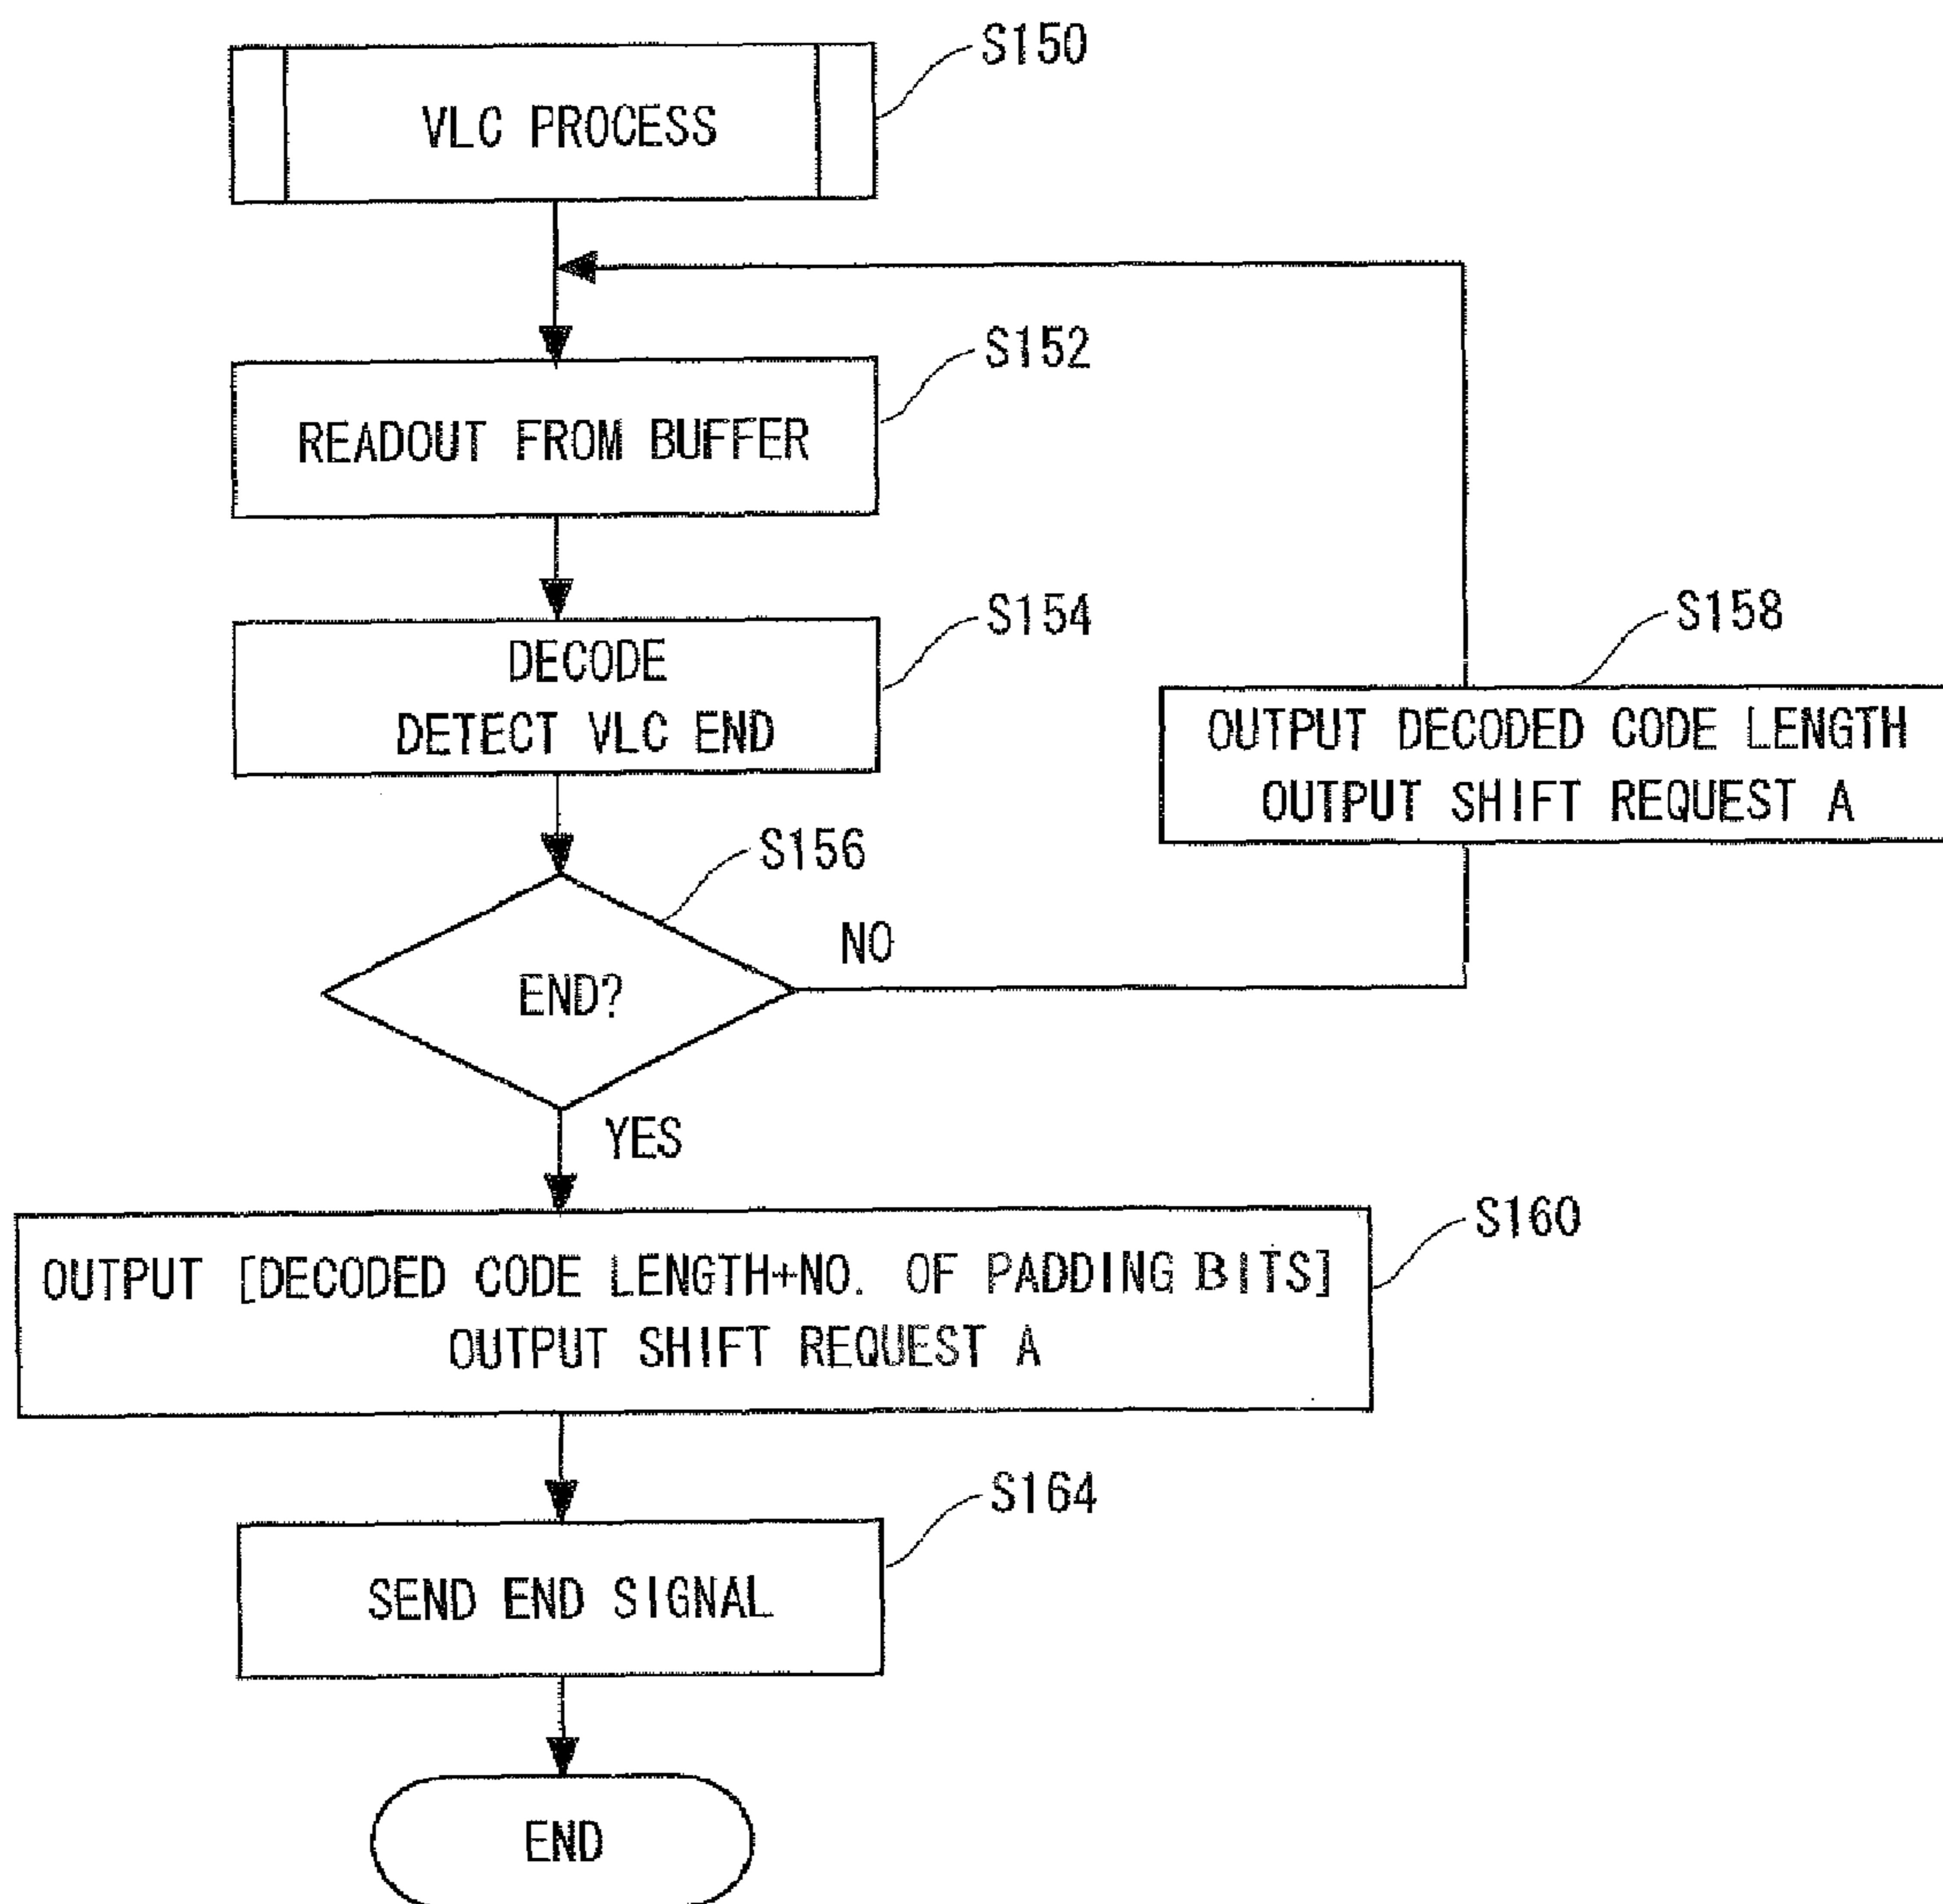 S150
VLC PROCESS
S152
READOUT FROM BUFFER
S154
DECODE
DETECT VLC END
S158
OUTPUT DECODED CODE LENGTH
OUTPUT SHIFT REQUEST A
S156
NO
END?
YES
S160
OUTPUT [DECODED CODE LENGTH+NO. OF PADDING BITS]
OUTPUT SHIFT REQUEST A
S164
SEND END SIGNAL
END